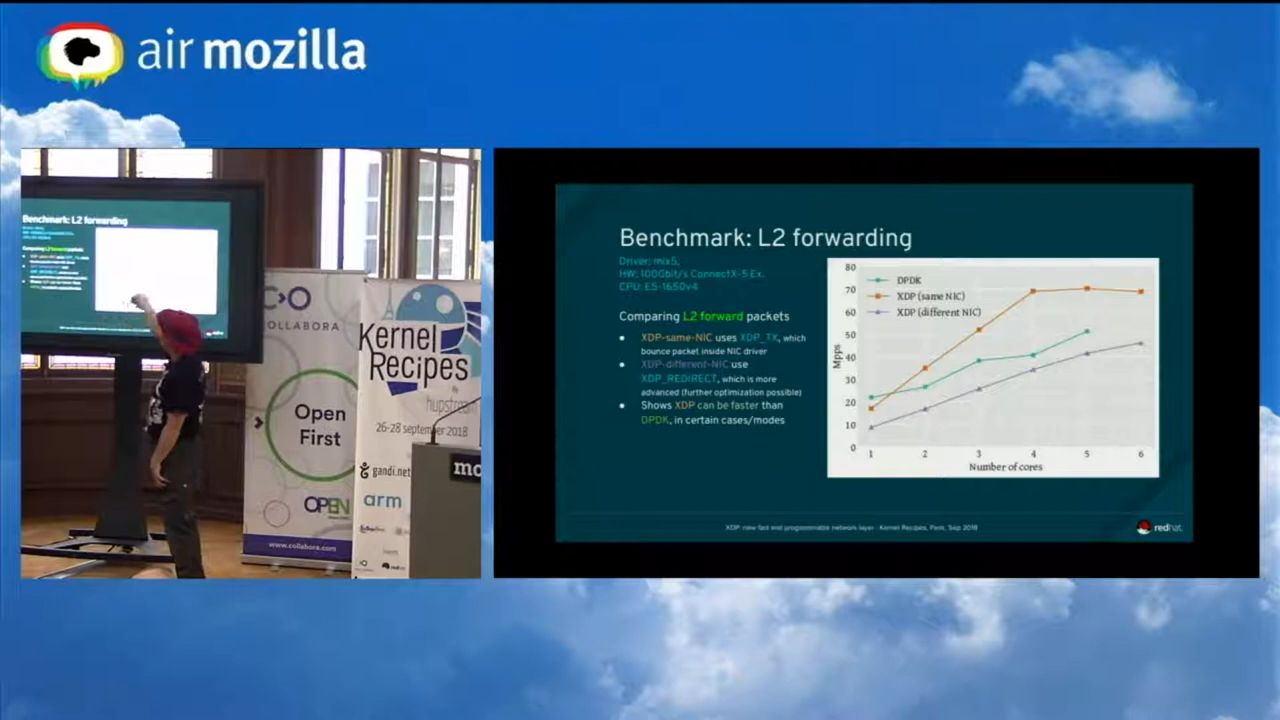 air mozilla
Benchmark: L2 forwarding
COLLABORA
Open
First
OPEN
www.collabora.com
Kernel
Recipes
by
hupstream
26-28 september 2018
gandi.net
arm
mo
Benchmark: L2 forwarding
Driver: mlx5,
HW: 100Gbit/s ConnectX-5 Ex.
CPU: E5-1650v4
Comparing L2 forward packets
XDP-same-NIC uses XDP_TX, which
bounce packet inside NIC driver
XDP-different-NIC use
XDP_REDIRECT, which is more
advanced (further optimization possible)
Shows XDP can be faster than
DPDK, in certain cases/modes
DPDK
XDP (same NIC)
XDP (different NIC)
Mpps
80
70
60
50
40
30
20
10
0
1 2 3 4 5 6
Number of cores
XDP: new fast and programmable network layer - Kernel Recipes, Paris, Sep 2018
redhat.